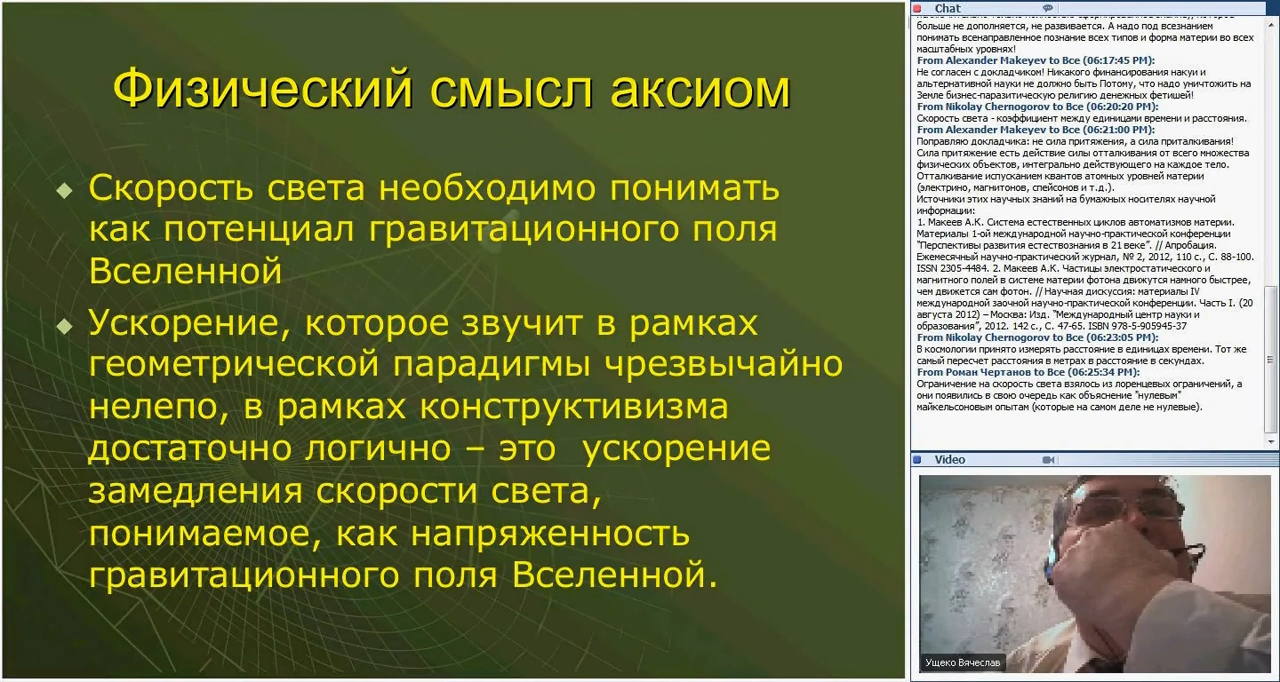 Физический смысл аксиом
Скорость света необходимо понимать
как потенциал гравитационного поля
Вселенной
Ускорение, которое звучит в рамках
геометрической парадигмы чрезвычайно
нелепо, в рамках конструктивизма
достаточно логично – это ускорение
замедления скорости света,
понимаемое, как напряженность
гравитационного поля Вселенной.
Chat
больше не дополняется, не развивается. А надо под всезнанием
понимать всенаправленное познание всех типов и форма материи во всех
масштабных уровнях!
From Alexander Makeyev to Все (06:17:45 PM):
Не согласен с докладчиком! Никакого финансирования накуи и
альтернативной науки не должно быть Потому, что надо уничтожить на
Земле бизнес-паразитическую религию денежных фетишей!
From Nikolay Chernogorov to Все (06:20:20 PM):
Скорость света - коэффициент между единицами времени и расстояния.
From Alexander Makeyev to Все (06:21:00 PM):
Поправляю докладчика: не сила притяжения, а сила приталкивания!
Сила притяжения есть действие силы отталкивания от всего множества
физических объектов, интегрально действующего на каждое тело.
Отталкивание испусканием квантов атомных уровней материи
(электрино, магнитонов, спейсонов и т.д.).
Источники этих научных знаний на бумажных носителях научной
информации:
1. Макеев А.К. Система естественных циклов автоматизмов материи.
Материалы 1-ой международной научно-практической конференции
"Перспективы развития естествознания в 21 веке”. // Апробация.
Ежемесячный научно-практический журнал, № 2, 2012, 110 с., С. 88-100.
ISSN 2305-4484. 2. Макеев А.К. Частицы электростатического и
магнитного полей в системе материи фотона движутся намного быстрее,
чем движется сам фотон. // Научная дискуссия: материалы IV
международной заочной научно-практической конференции. Часть I. (20
августа 2012) – Москва: Изд. “Международный центр науки и
образования”, 2012. 142 с., С. 47-65. ISBN 978-5-905945-37
From Nikolay Chernogorov to Все (06:23:05 PM):
В космологии принято измерять расстояние в единицах времени. Тот же
самый пересчет расстояния в метрах в расстояние в секундах.
From Роман Чертанов to Все (06:25:34 PM):
Ограничение на скорость света взялось из лоренцевых ограничений, а
они появились в свою очередь как объяснение "нулевым"
майкельсоновым опытам (которые на самом деле не нулевые).
Video
Ущеко Вячеслав